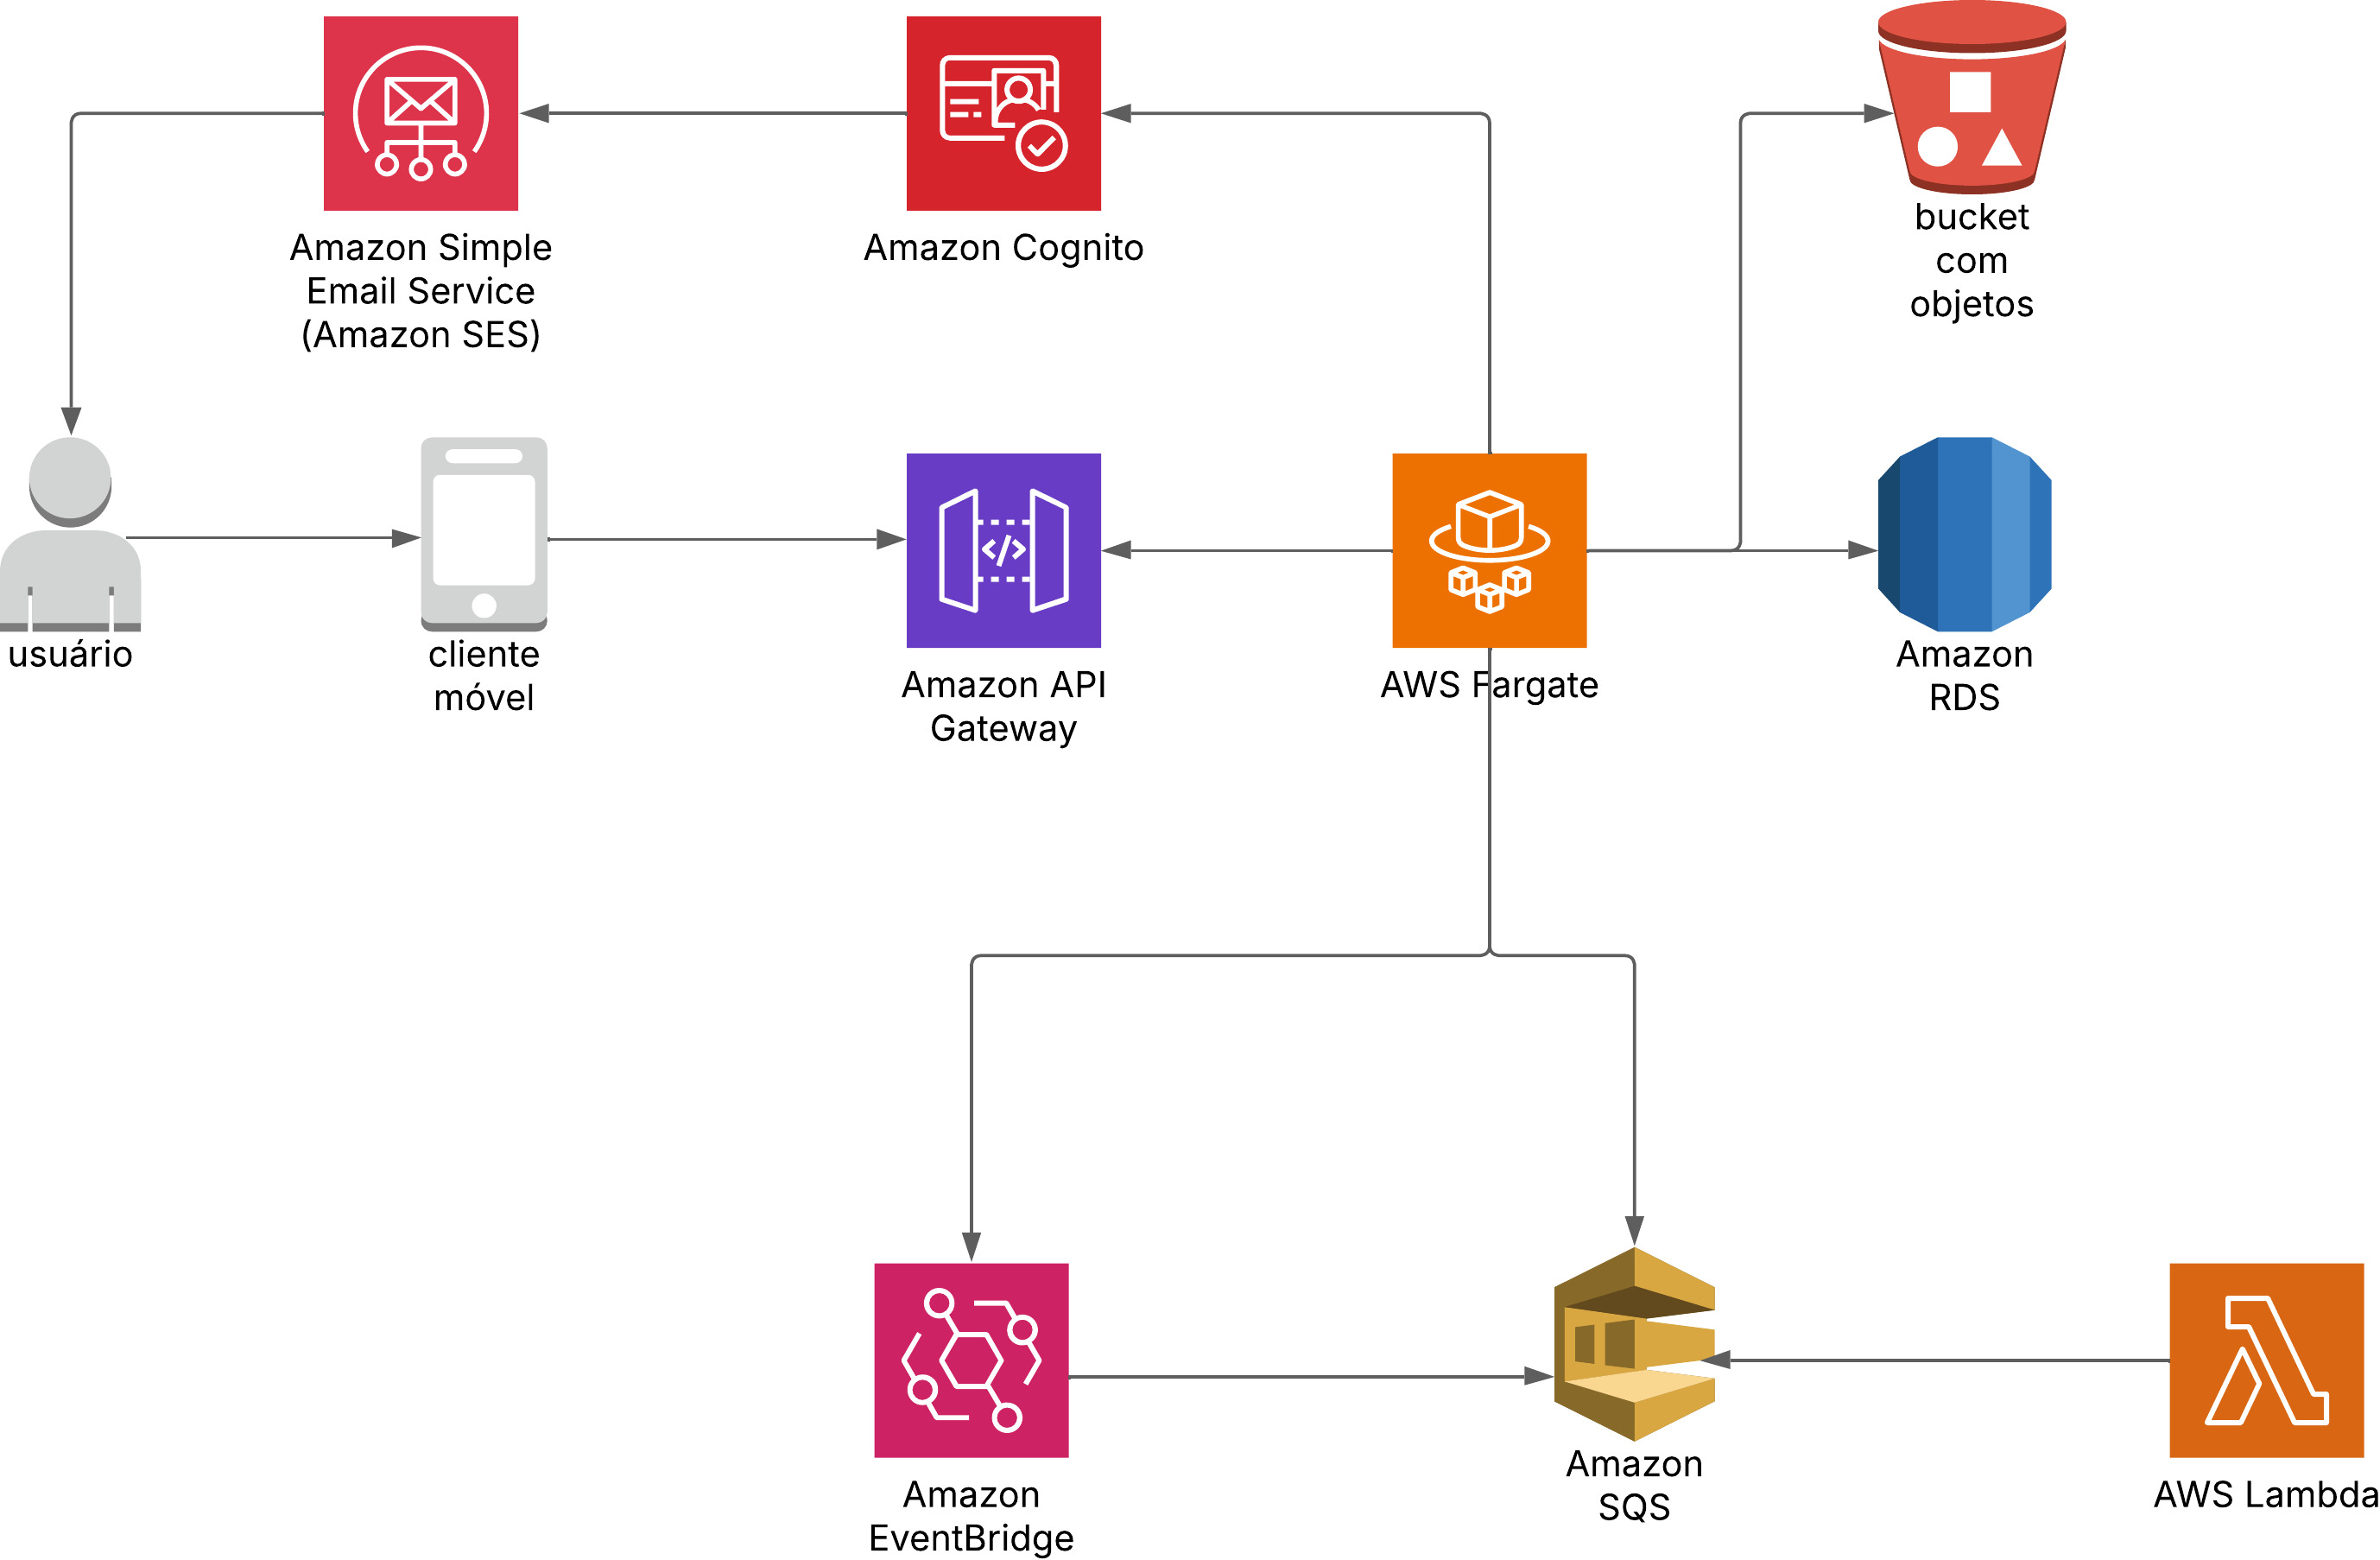 Amazon Simple
Email Service
(Amazon SES)
Amazon Cognito
bucket
com
objetos
usuário
cliente
móvel
Amazon API
Gateway
AWS Fargate
Amazon
RDS
Amazon
EventBridge
Amazon
SQS
AWS Lambda